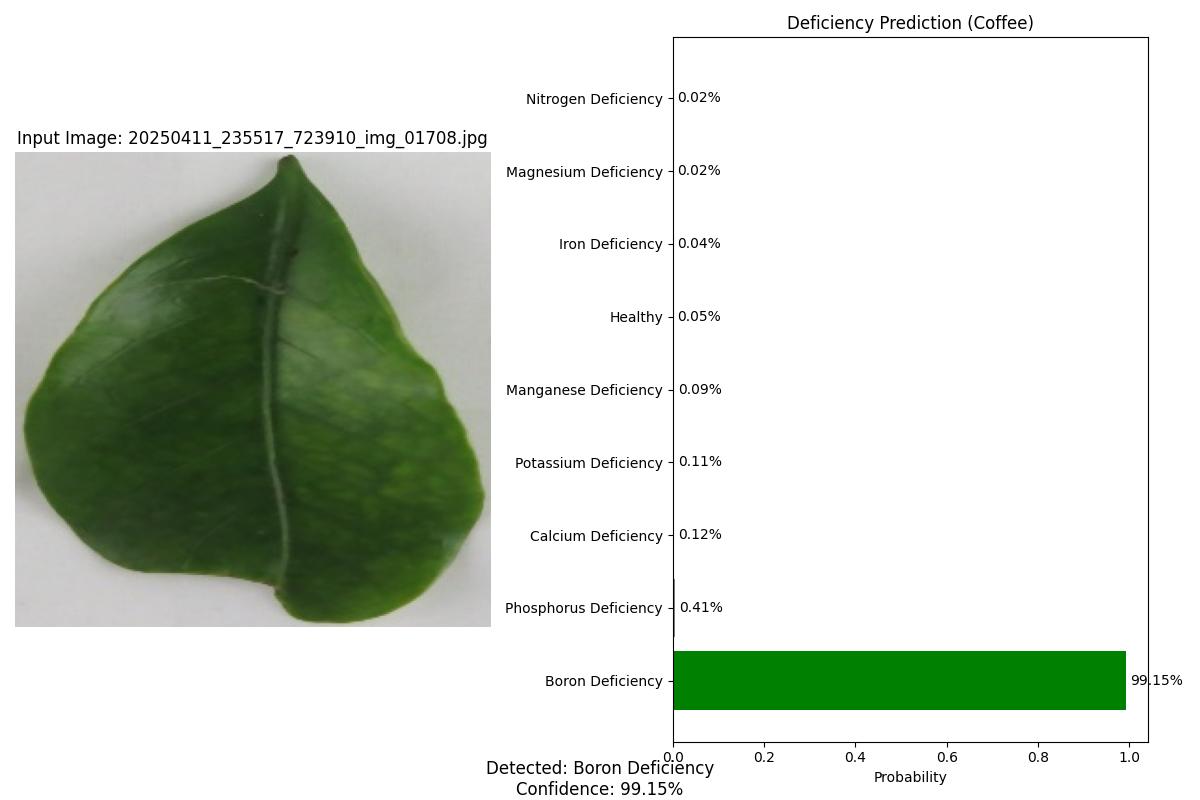 Deficiency Prediction (Coffee)
Input Image: 20250411_235517_723910_img_01708.jpg
Nitrogen Deficiency 0.02%
Magnesium Deficiency 0.02%
Iron Deficiency 0.04%
Healthy 0.05%
Manganese Deficiency 0.09%
Potassium Deficiency 0.11%
Calcium Deficiency 0.12%
Phosphorus Deficiency 0.41%
Boron Deficiency 99.15%
0.0 0.2 0.4 0.6 0.8 1.0
Probability
Detected: Boron Deficiency
Confidence: 99.15%